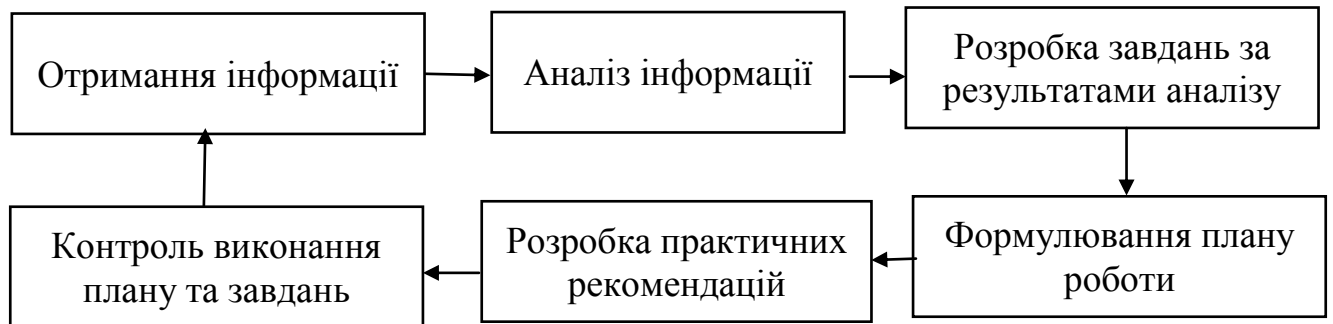 Отримання інформації
Аналіз інформації
Розробка завдань за
результатами аналізу
Формулювання плану
роботи
Розробка практичних
рекомендацій
Контроль виконання
плану та завдань